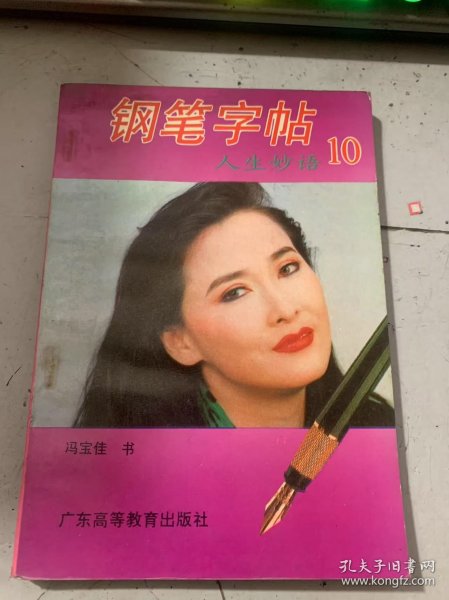 钢笔字帖
人生妙语 10
冯宝佳 书
广东高等教育出版社
孔夫子旧书网
www.kongfz.com